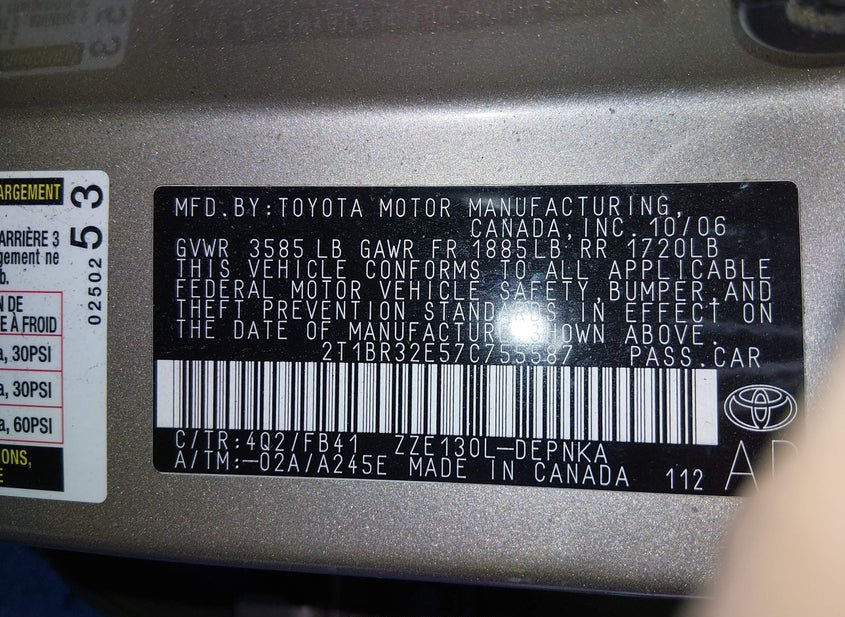 ARGEMENT
ARRIÈRE 3
gement ne
b.
N DE
E À FROID
a, 30PSI
a, 30PSI
a, 60PSI
ONS,
E
02502 53
MFD.BY:TOYOTA MOTOR MANUFACTURING,
CANADA,INC. 10/06
GVWR 3585 LB GAWR FR 1885LB RR 1720LB
THIS VEHICLE CONFORMS TO ALL APPLICABLE
FEDERAL MOTOR VEHICLE SAFETY,BUMPER,AND
THEFT PREVENTION STANDARDS IN EFFECT ON
THE DATE OF MANUFACTURE SHOWN ABOVE.
2T1BR32E57C755587 PASS.CAR
C/TR:4Q2/FB41 ZZE130L-DEPNKA
A/TM:-02A/A245E MADE IN CANADA 112